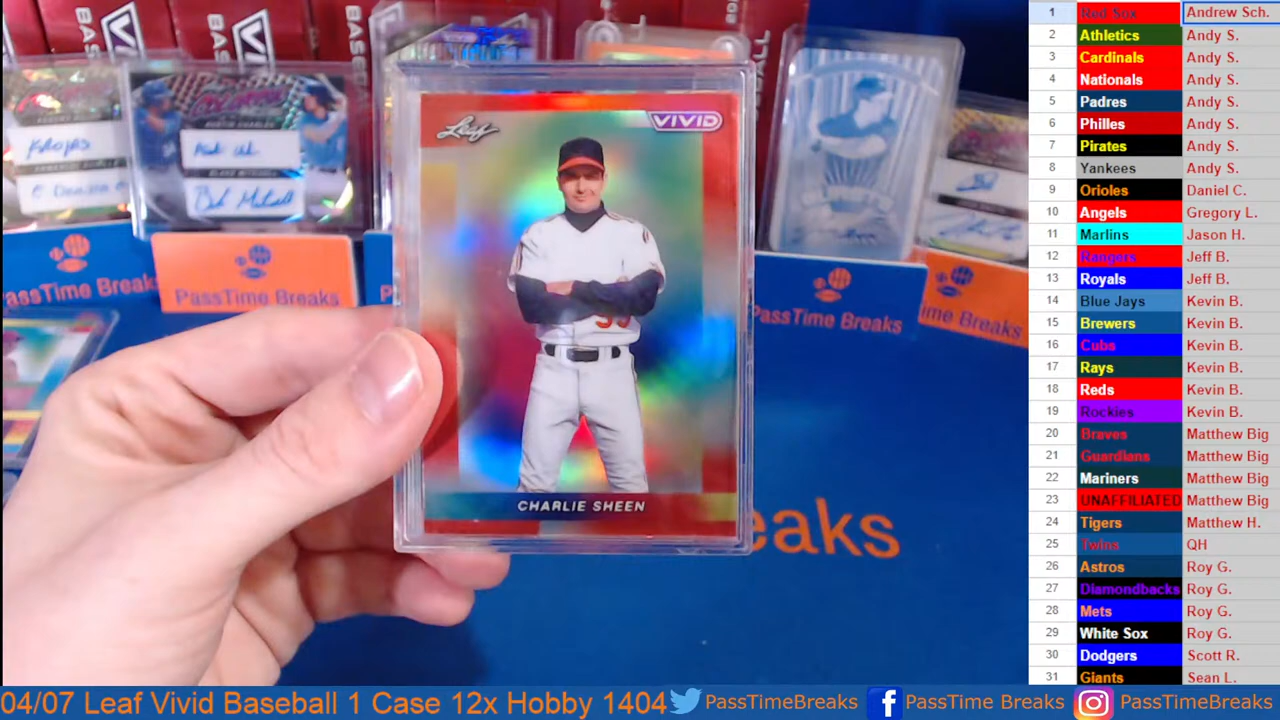 VIVID
BASE
Leaf
VIVID
CHARLIE SHEEN
PassTime Breaks
PassTime Breaks
PassTime Breaks
me Breaks
eaks
1 Red Sox Andrew Sch.
2 Athletics Andy S.
3 Cardinals Andy S.
4 Nationals Andy S.
5 Padres Andy S.
6 Philles Andy S.
7 Pirates Andy S.
8 Yankees Andy S.
9 Orioles Daniel C.
10 Angels Gregory L.
11 Marlins Jason H.
12 Rangers Jeff B.
13 Royals Jeff B.
14 Blue Jays Kevin B.
15 Brewers Kevin B.
16 Cubs Kevin B.
17 Rays Kevin B.
18 Reds Kevin B.
19 Rockies Kevin B.
20 Braves Matthew Big
21 Guardians Matthew Big
22 Mariners Matthew Big
23 UNAFFILIATED Matthew Big
24 Tigers Matthew H.
25 Twins QH
26 Astros Roy G.
27 Diamondbacks Roy G.
28 Mets Roy G.
29 White Sox Roy G.
30 Dodgers Scott R.
31 Giants Sean L.
04/07 Leaf Vivid Baseball 1 Case 12x Hobby 1404 PassTimeBreaks PassTime Breaks PassTimeBreaks